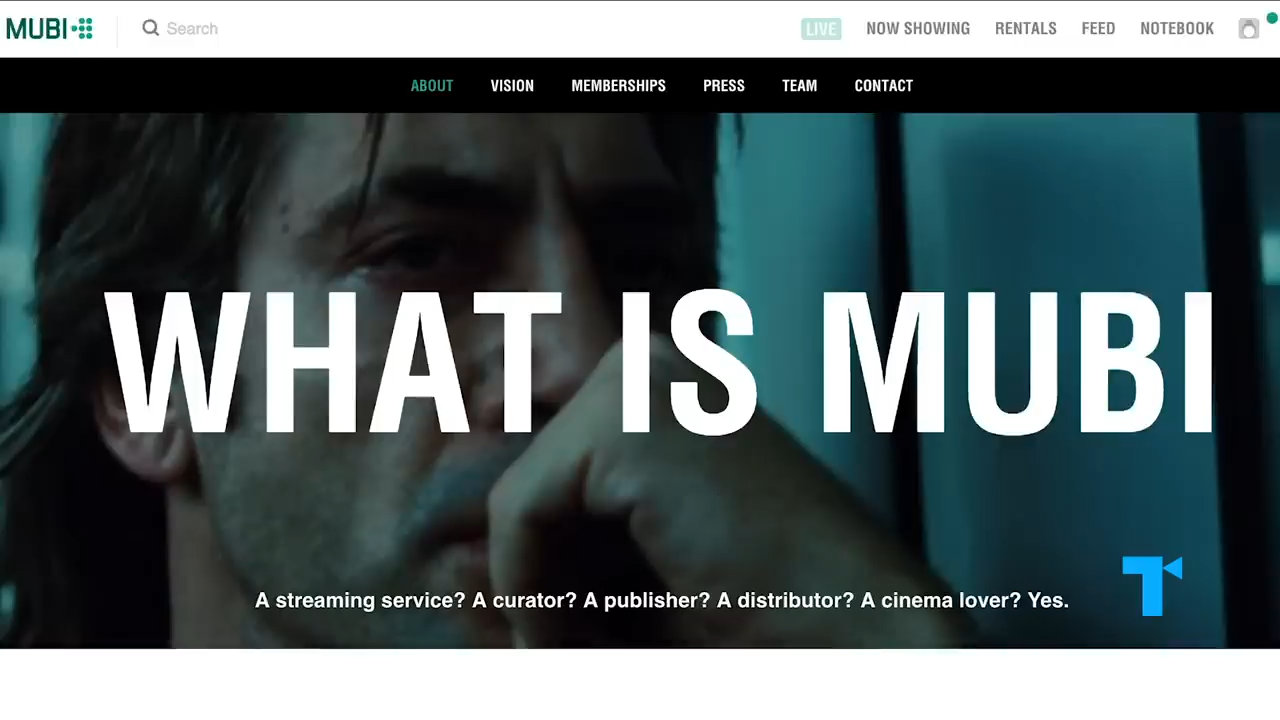 MUBI
Search
LIVE NOW SHOWING RENTALS FEED NOTEBOOK
ABOUT VISION MEMBERSHIPS PRESS TEAM CONTACT
WHAT IS MUBI
A streaming service? A curator? A publisher? A distributor? A cinema lover? Yes.
T